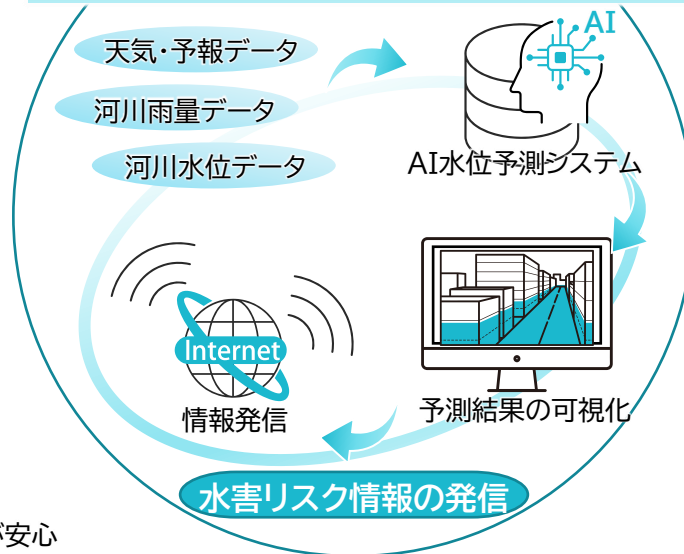 天気・予報データ
河川雨量データ
河川水位データ
AI
AI水位予測システム
Internet
情報発信
予測結果の可視化
水害リスク情報の発信
が安心